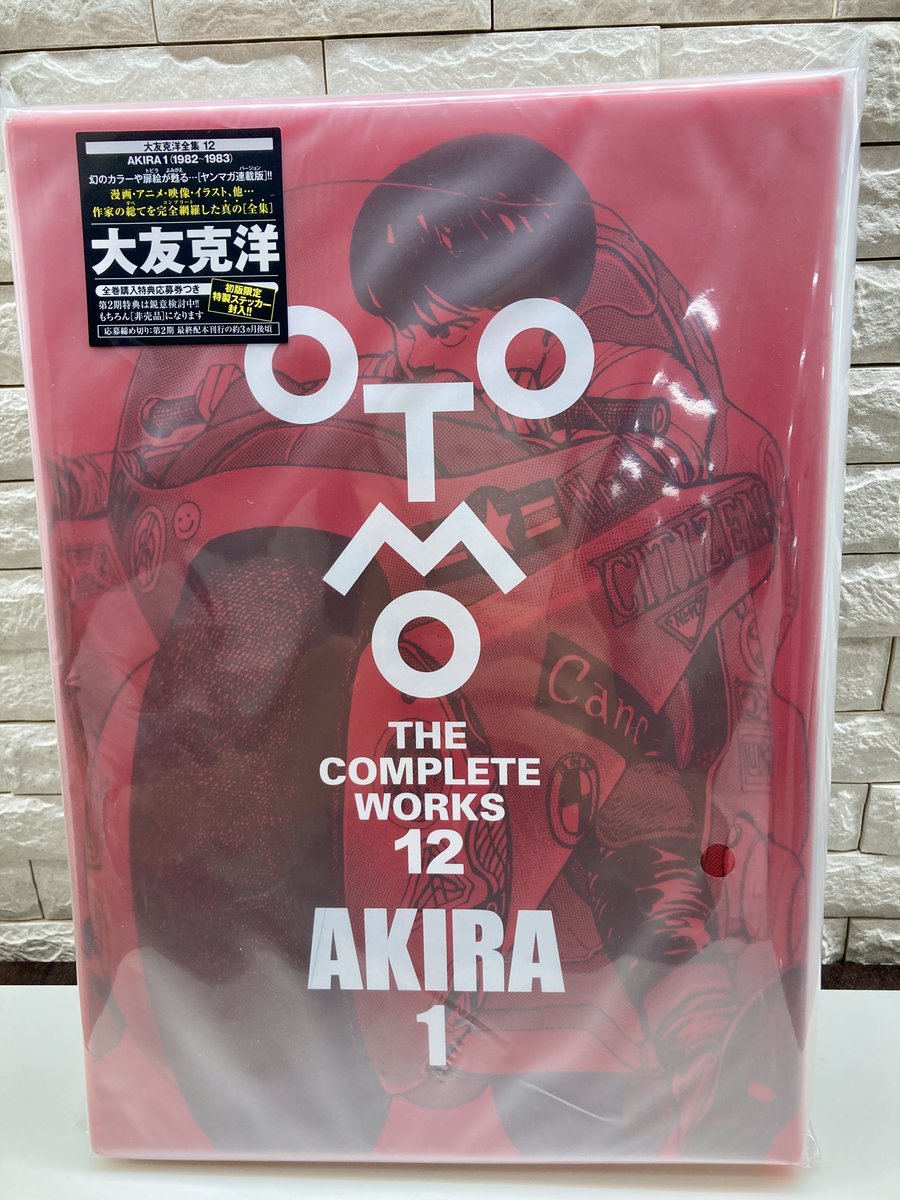 大友克洋全集 12
AKIRA 1 (1982~1983)
幻のカラーや扉絵が甦る…[ヤンマガ連載版]!!
漫画・アニメ・映像・イラスト、他…
作家の総てを完全網羅した真の[全集]
大友克洋
全巻購入特典応募券つき
第2期特典は鋭意検討中!!
もちろん[非売品]になります
初版限定
特製ステッカー
封入!!
応募締め切り:第2期 最終配本刊行の約3ヵ月後頃
OTOMO
THE
COMPLETE
WORKS
12
AKIRA
1
CITIZEN
Cano